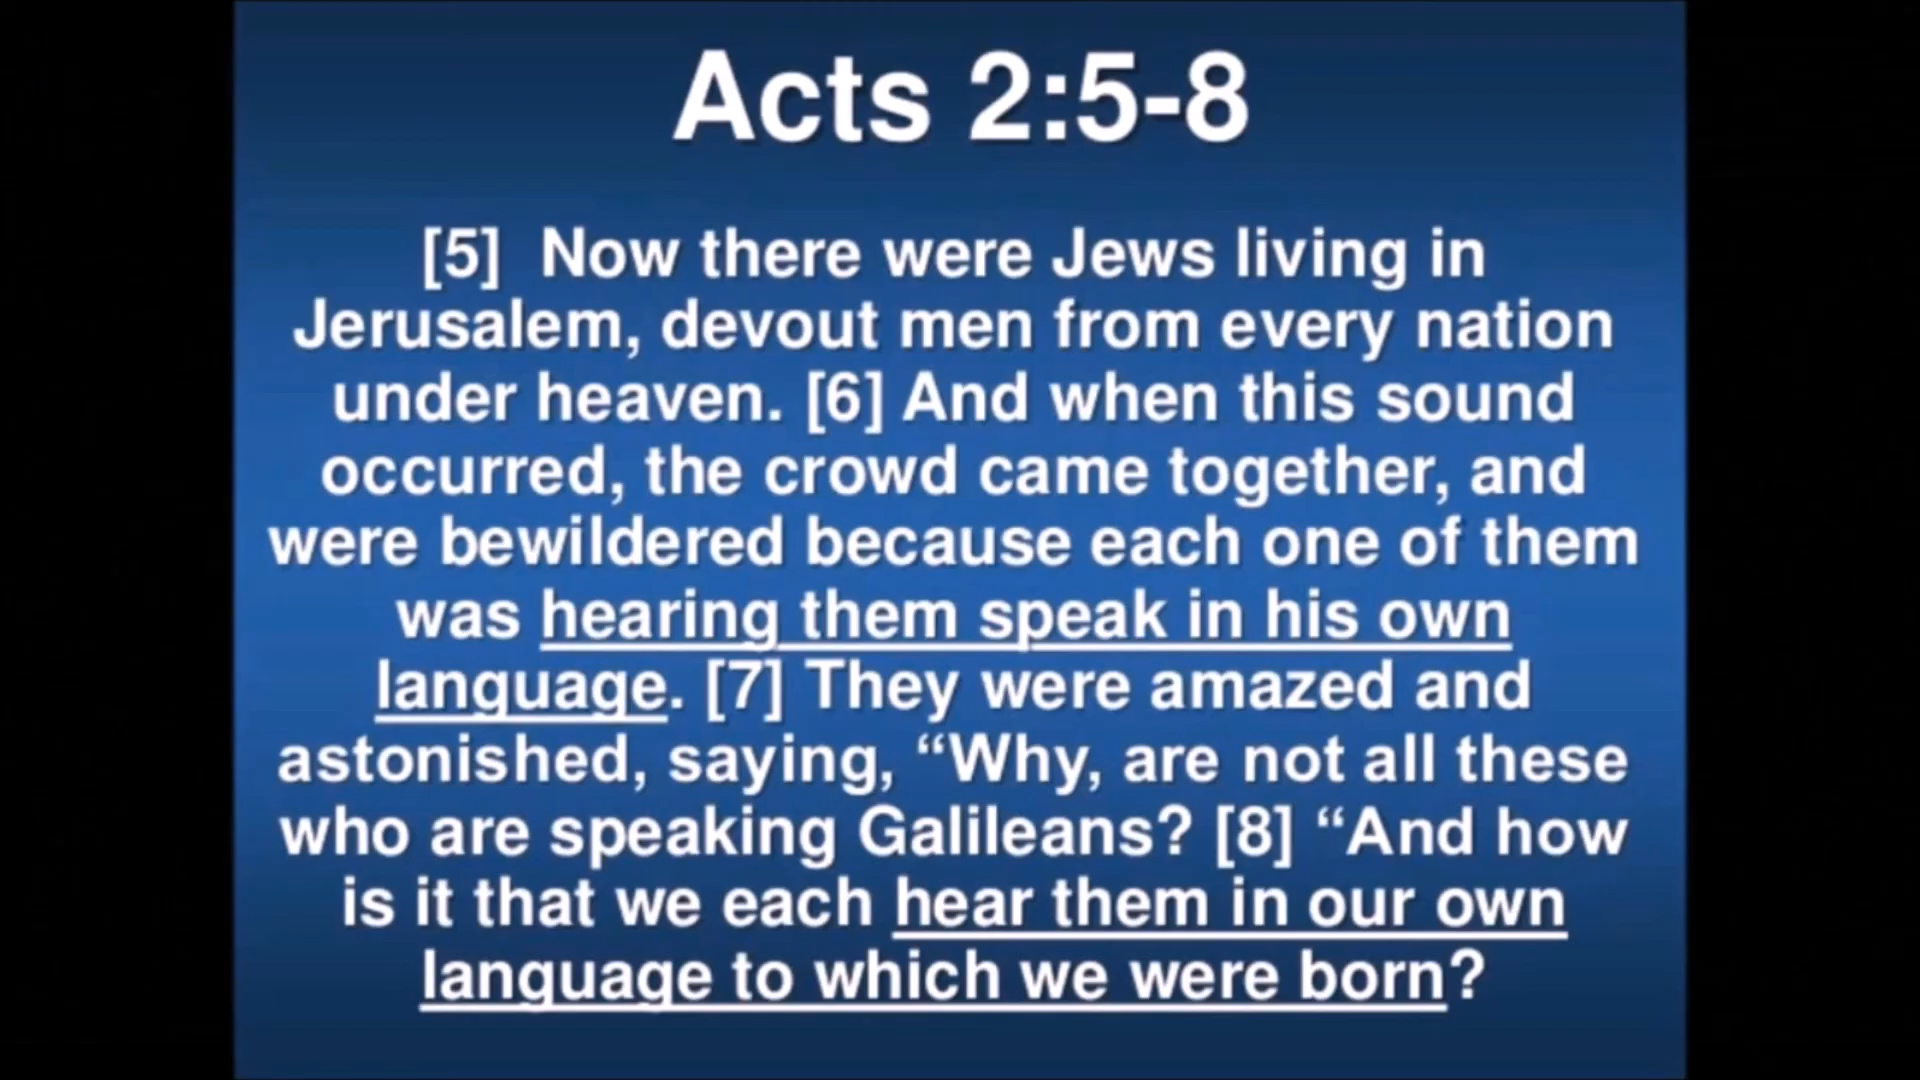 Acts 2:5-8
[5]  Now there were Jews living in
Jerusalem, devout men from every nation
under heaven. [6] And when this sound
occurred, the crowd came together, and
were bewildered because each one of them
was hearing them speak in his own
language. [7] They were amazed and
astonished, saying, “Why, are not all these
who are speaking Galileans? [8] “And how
is it that we each hear them in our own
language to which we were born?